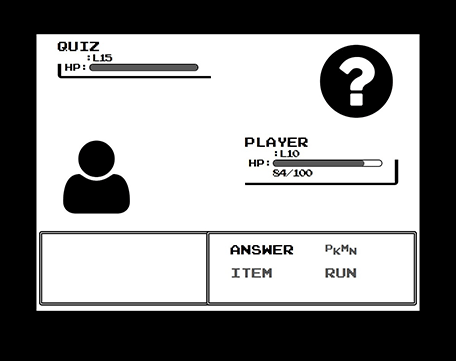 QUIZ
:L15
HP:
?
PLAYER
:L10
HP:
84/100
ANSWER PKMN
ITEM RUN